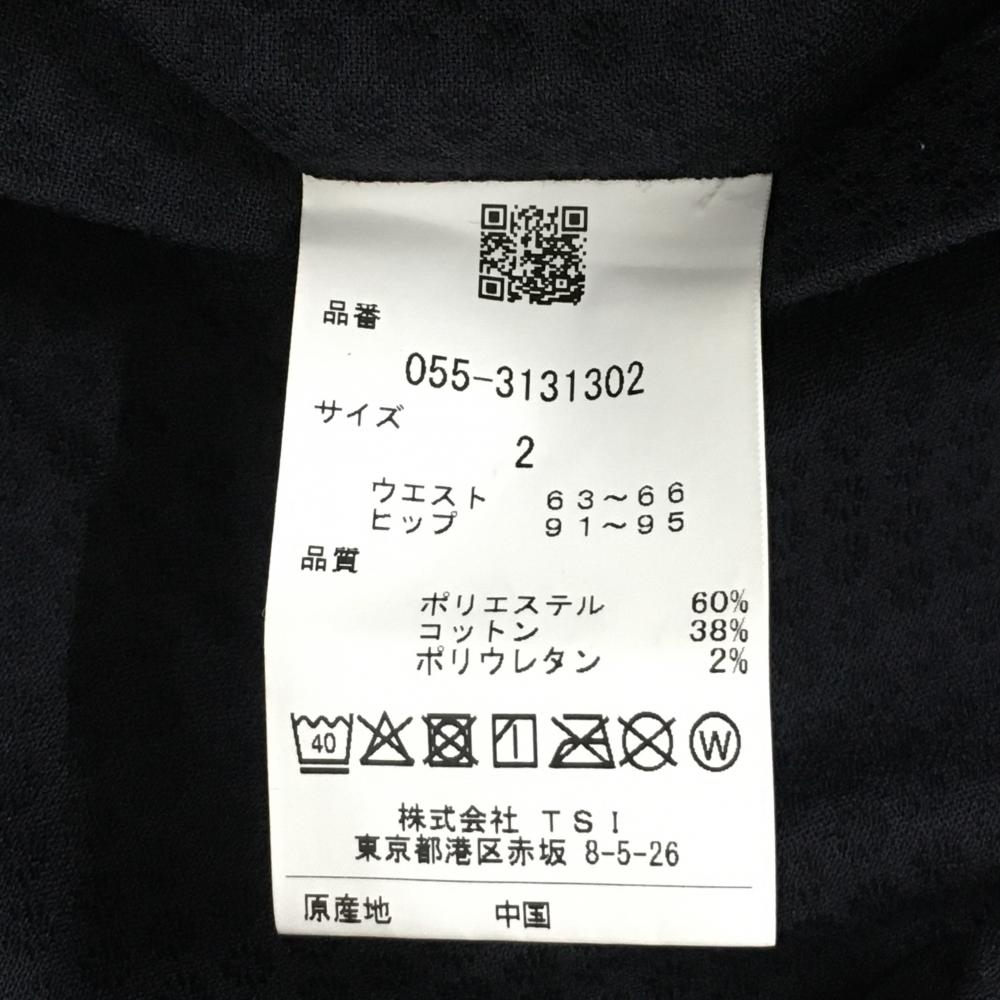 品番
055-3131302
サイズ
2
ウエスト 63～66
ヒップ 91～95
品質
ポリエステル 60%
コットン 38%
ポリウレタン 2%
40 W
株式会社 TSI
東京都港区赤坂 8-5-26
原産地 中国